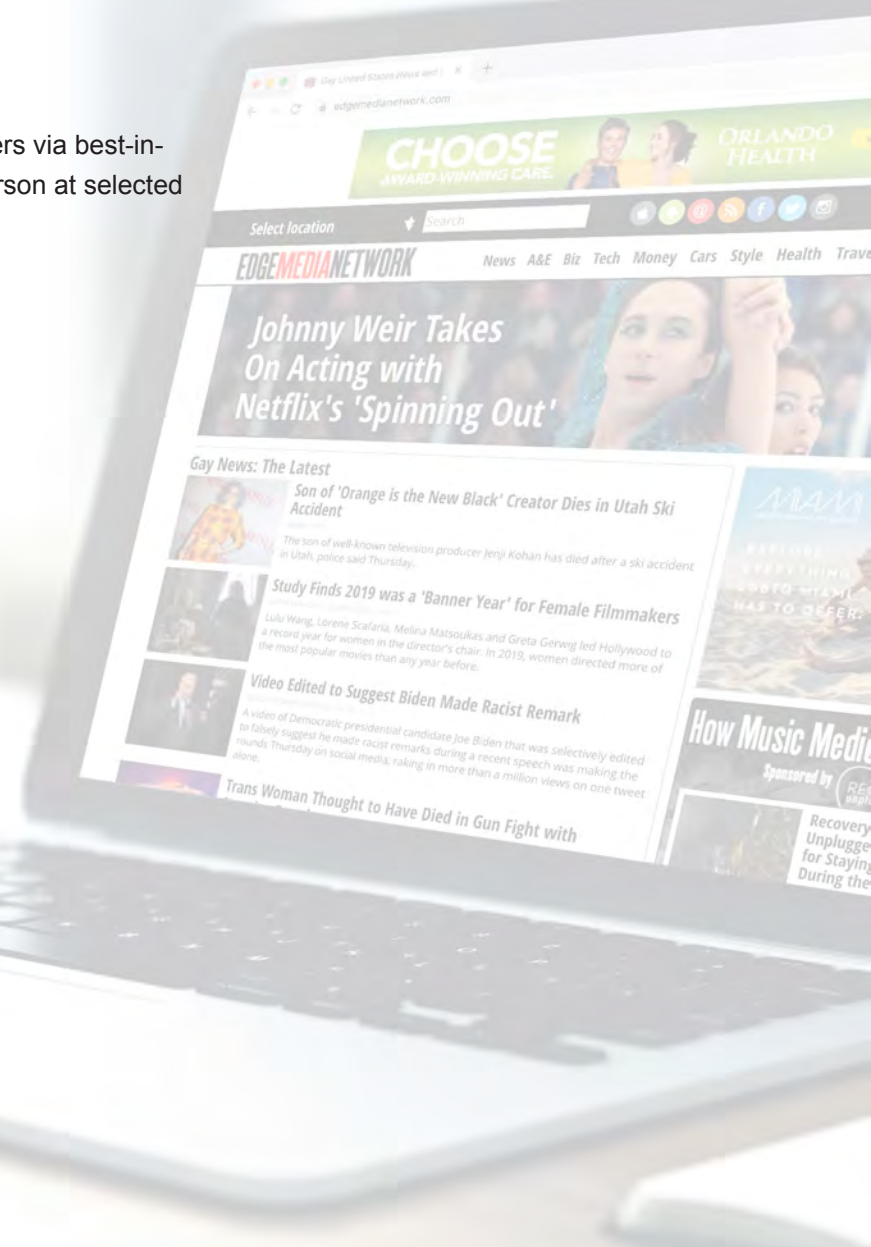 ers via best-in-
erson at selected
Gay United States News and
edgemedianetwork.com
CHOOSE
AWARD-WINNING CARE.
ORLANDO
HEALTH
Select location
Search
EDGEMEDIANETWORK
News A&E Biz Tech Money Cars Style Health Trave
Johnny Weir Takes
On Acting with
Netflix's 'Spinning Out'
Gay News: The Latest
Son of 'Orange is the New Black' Creator Dies in Utah Ski
Accident
The son of well-known television producer Jenji Kohan has died after a ski accident
in Utah, police said Thursday.
Study Finds 2019 was a 'Banner Year' for Female Filmmakers
Lulu Wang, Lorene Scafaria, Melina Matsoukas and Greta Gerwig led Hollywood to
a record year for women in the director's chair. In 2019, women directed more of
the most popular movies than any year before.
Video Edited to Suggest Biden Made Racist Remark
A video of Democratic presidential candidate Joe Biden that was selectively edited
to falsely suggest he made racist remarks during a recent speech was making the
rounds Thursday on social media, raking in more than a million views on one tweet
alone.
Trans Woman Thought to Have Died in Gun Fight with
MIAMI
EXPLORE
EVERYTHING
LGBTQ MIAMI
HAS TO OFFER.
How Music Medic
Sponsored by
Recovery
Unplugge
for Staying
During the